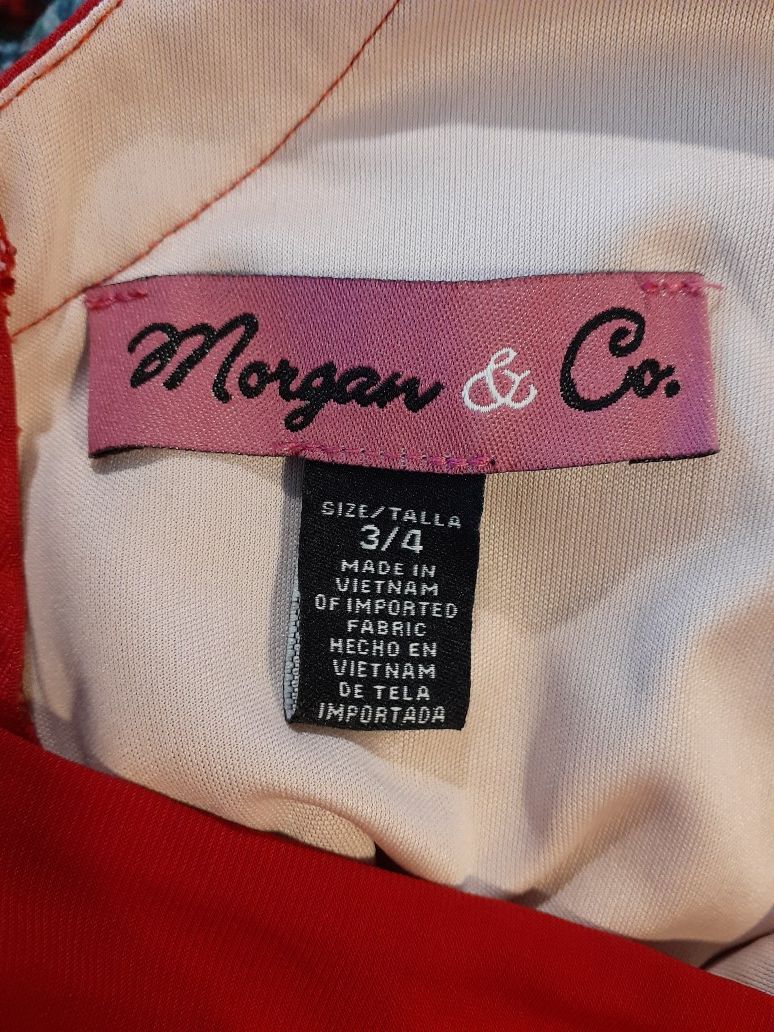 Morgan & Co.
SIZE/TALLA
3/4
MADE IN
VIETNAM
OF IMPORTED
FABRIC
HECHO EN
VIETNAM
DE TELA
IMPORTADA